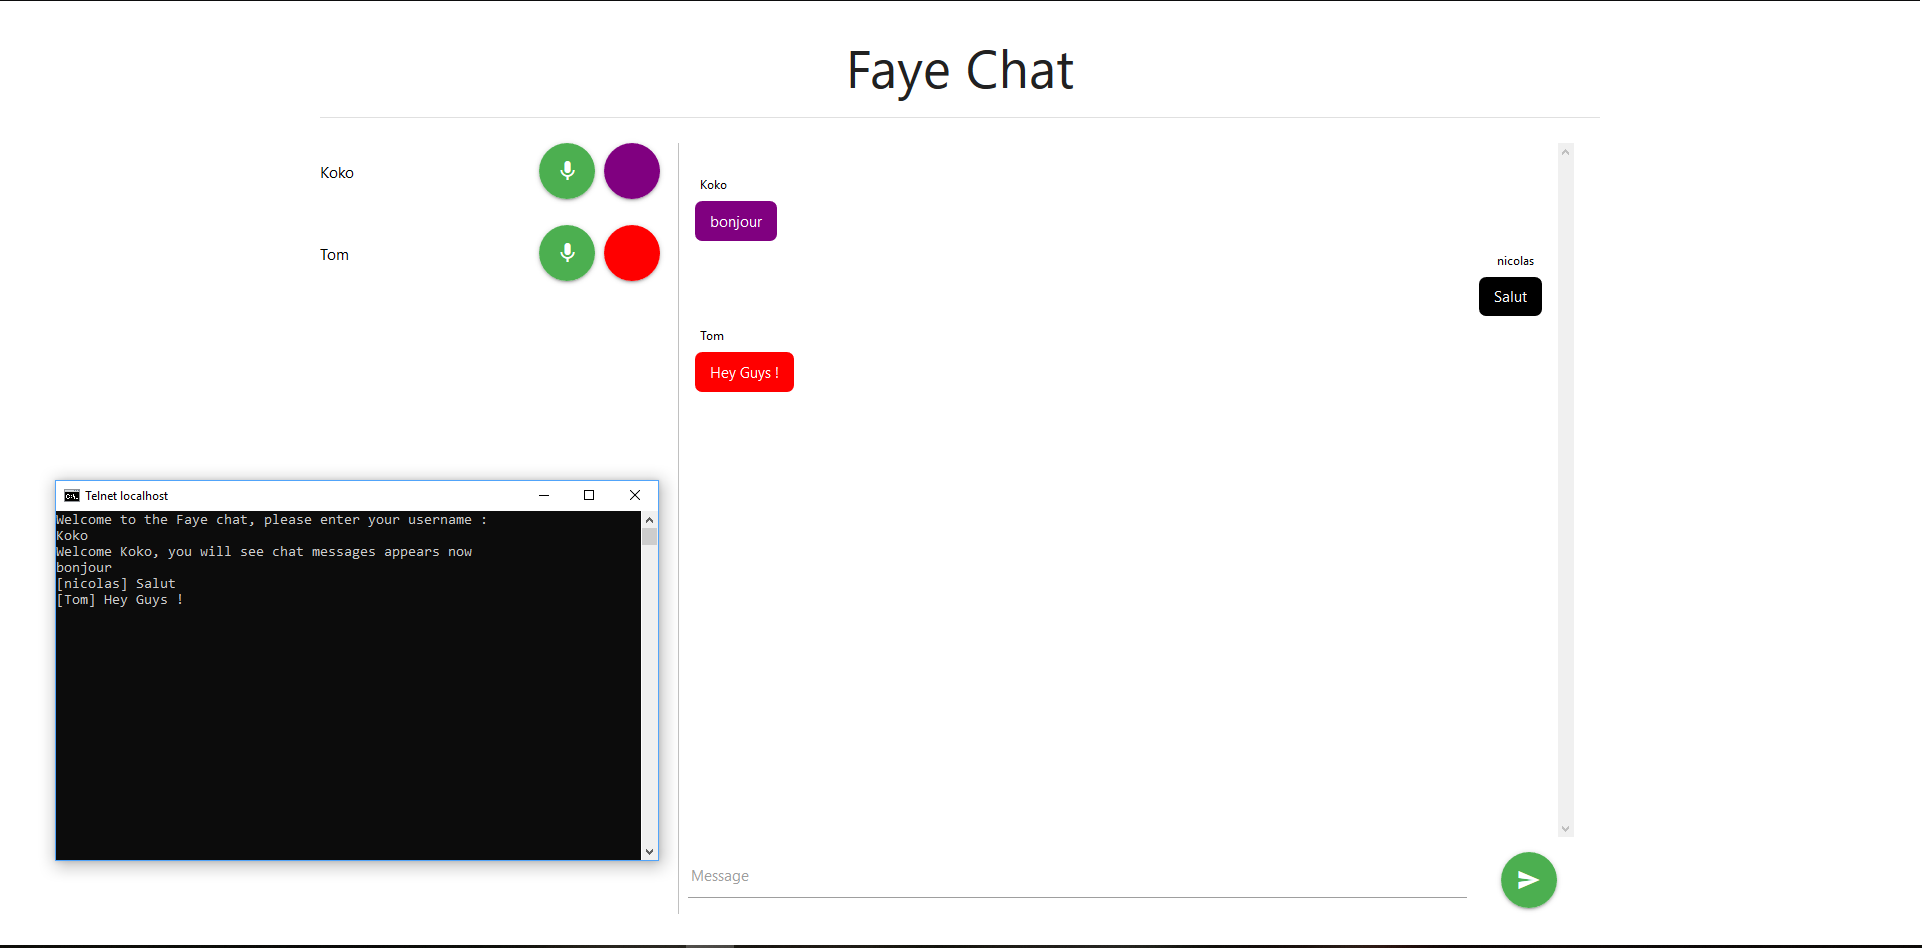 Faye Chat
Koko
Tom
Koko
bonjour
nicolas
Salut
Tom
Hey Guys !
Telnet localhost
Welcome to the Faye chat, please enter your username :
Koko
Welcome Koko, you will see chat messages appears now
bonjour
[nicolas] Salut
[Tom] Hey Guys !
Message